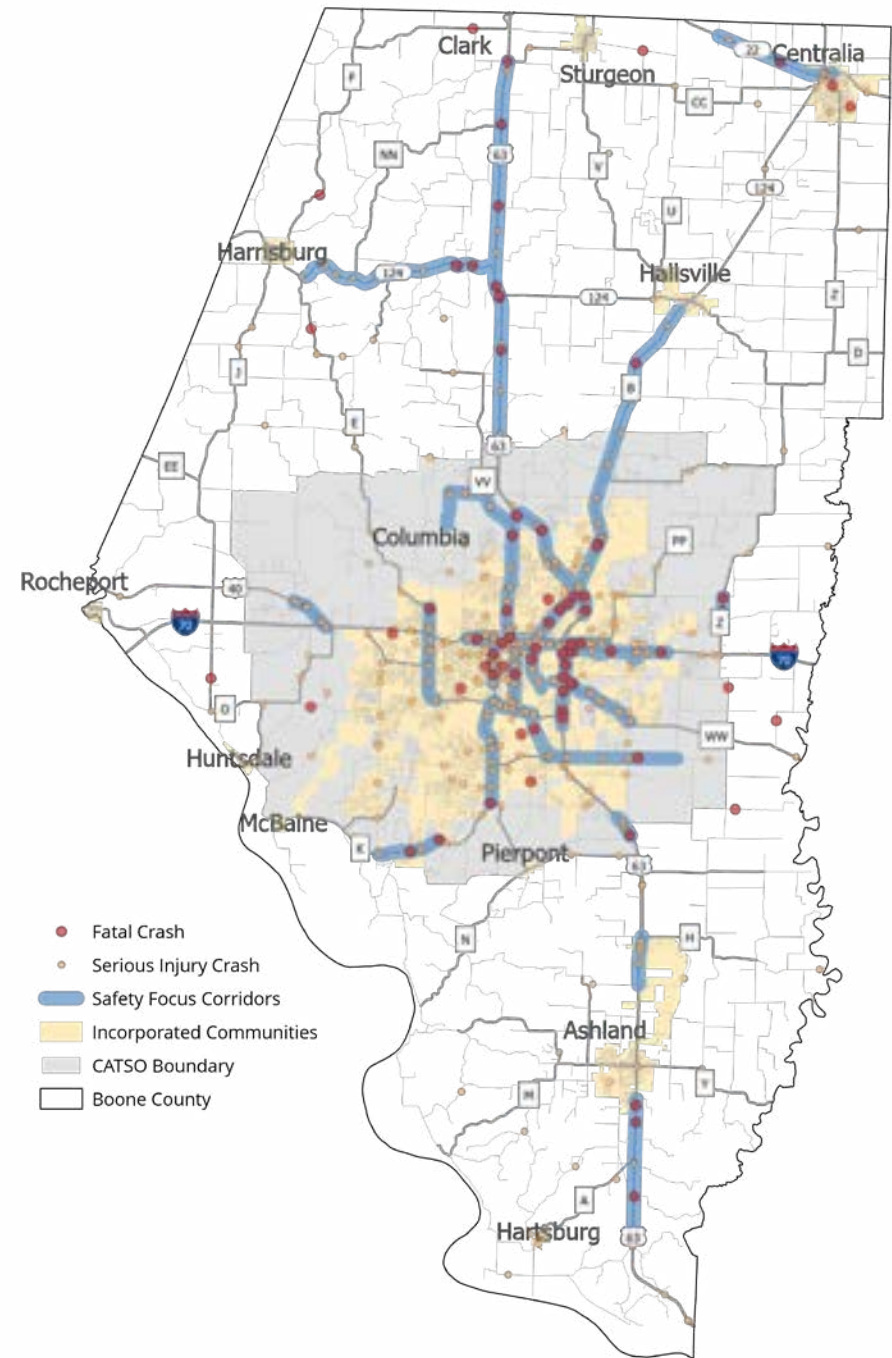 Clark
Sturgeon
22
Centralia
F
CC
NN
63
V
124
U
Harrisburg
124
Hallsville
124
Z
J
D
B
E
63
EE
VV
Columbia
PP
Rocheport
40
70
Z
70
O
WW
Huntsdale
McBaine
K
Pierpont
63
Fatal Crash
Serious Injury Crash
Safety Focus Corridors
Incorporated Communities
CATSO Boundary
Boone County
N
H
Ashland
M
Y
A
Hartsburg
63